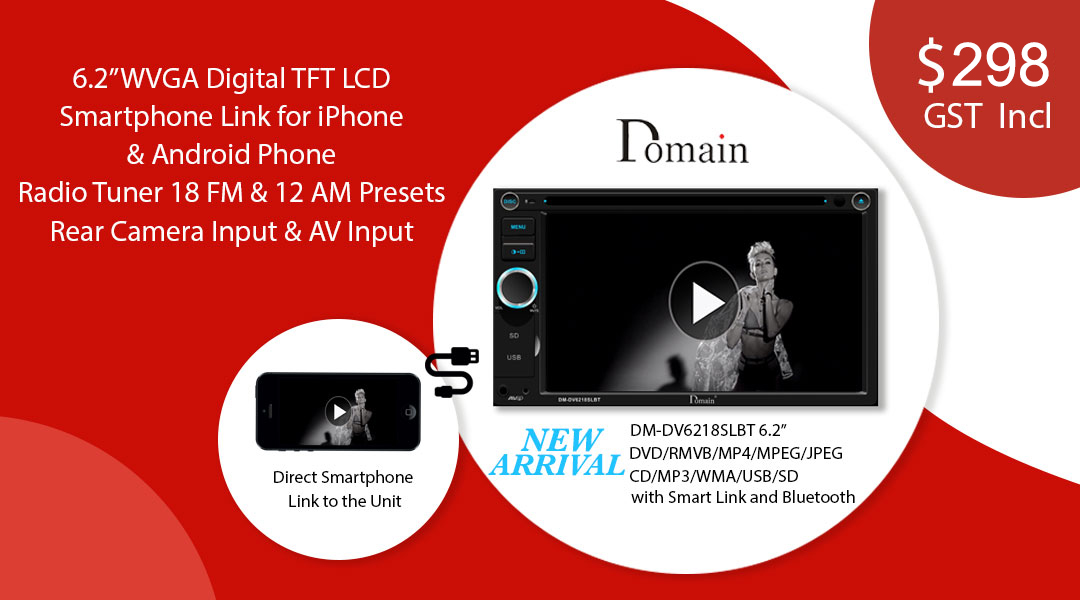 6.2”WVGA Digital TFT LCD
Smartphone Link for iPhone
& Android Phone
Radio Tuner 18 FM & 12 AM Presets
Rear Camera Input & AV Input
$298
GST Incl
Domain
DISC
MENU
VOL
MUTE
SD
USB
DM-DV6218SLBT
Domain
Direct Smartphone
Link to the Unit
NEW
ARRIVAL
DM-DV6218SLBT 6.2”
DVD/RMVB/MP4/MPEG/JPEG
CD/MP3/WMA/USB/SD
with Smart Link and Bluetooth